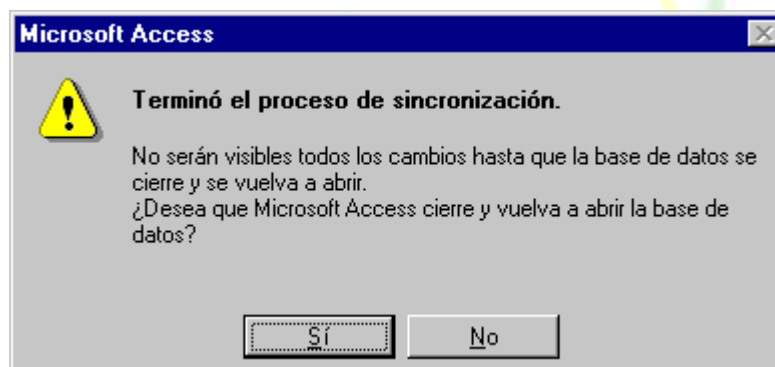 Microsoft Access
Terminó el proceso de sincronización.
No serán visibles todos los cambios hasta que la base de datos se
cierre y se vuelva a abrir.
¿Desea que Microsoft Access cierre y vuelva a abrir la base de
datos?
Sí No